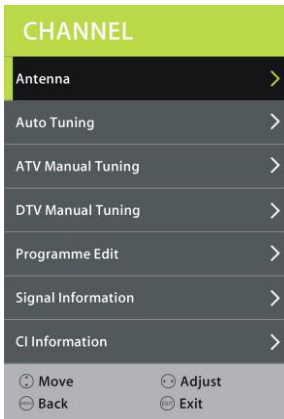 CHANNEL
Antenna
Auto Tuning
ATV Manual Tuning
DTV Manual Tuning
Programme Edit
Signal Information
CI Information
Move Adjust
Back Exit